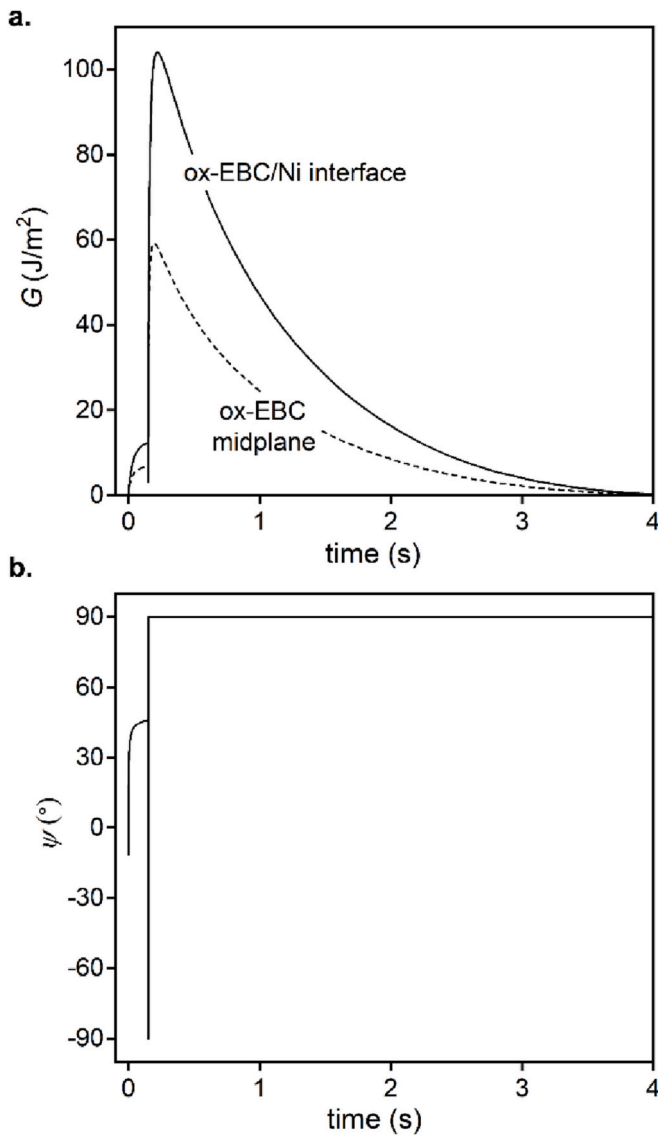 a.
100
80
60
40
20
0
G (J/m²)
ox-EBC/Ni interface
ox-EBC
midplane
0 1 2 3 4
time (s)
b.
90
60
30
0
-30
-60
-90
ψ (°)
0 1 2 3 4
time (s)